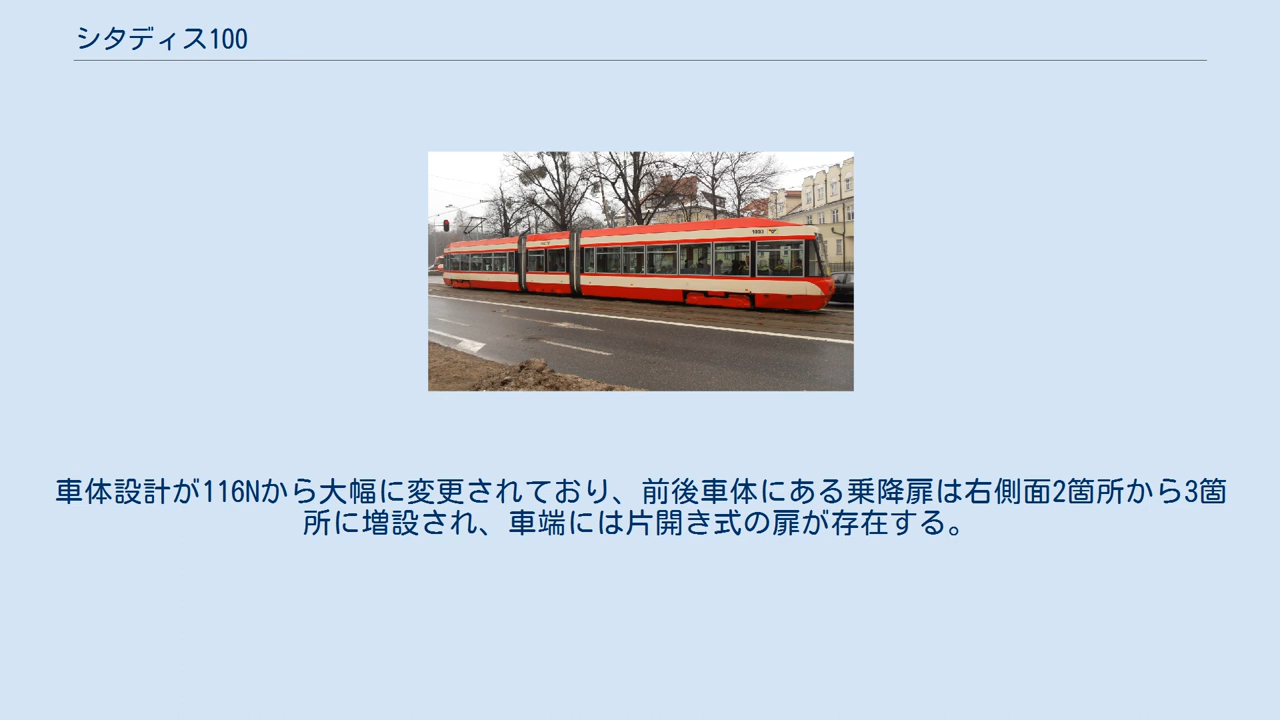 シタディス100
1003
車体設計が116Nから大幅に変更されており、前後車体にある乗降扉は右側面2箇所から3箇
所に増設され、車端には片開き式の扉が存在する。